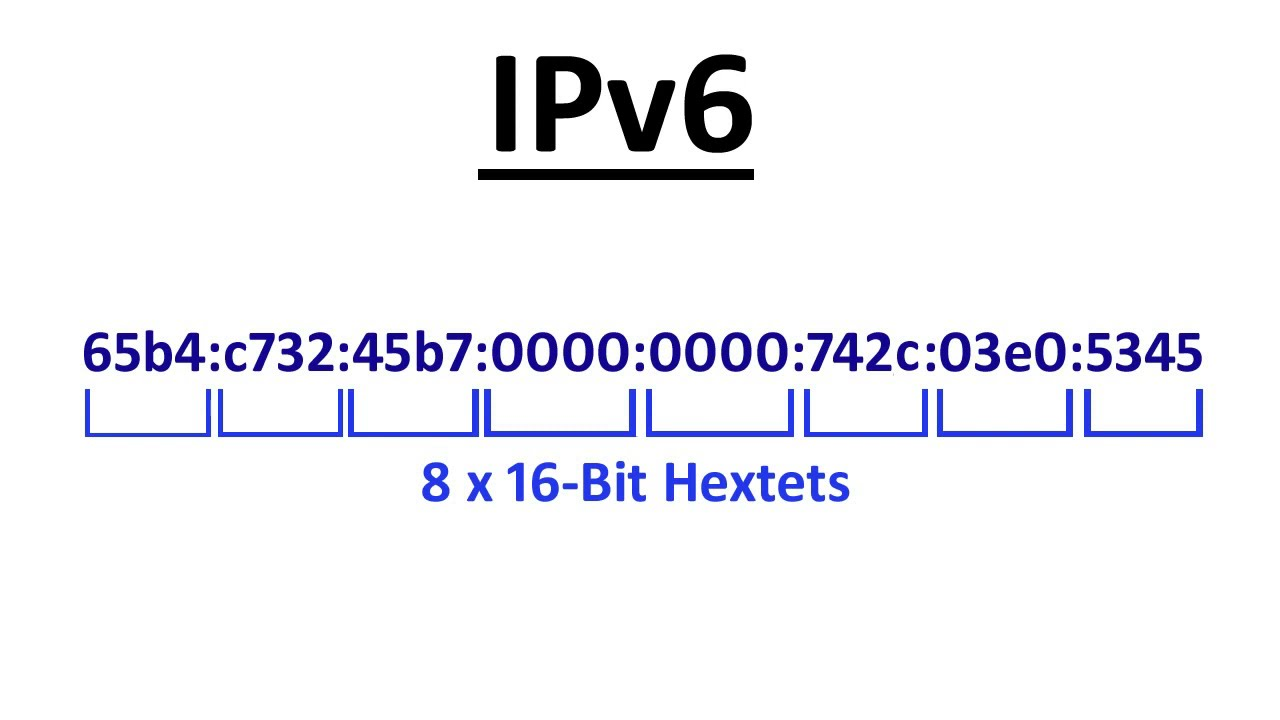 IPv6
65b4:c732:45b7:0000:0000:742c:03e0:5345
8 x 16-Bit Hextets